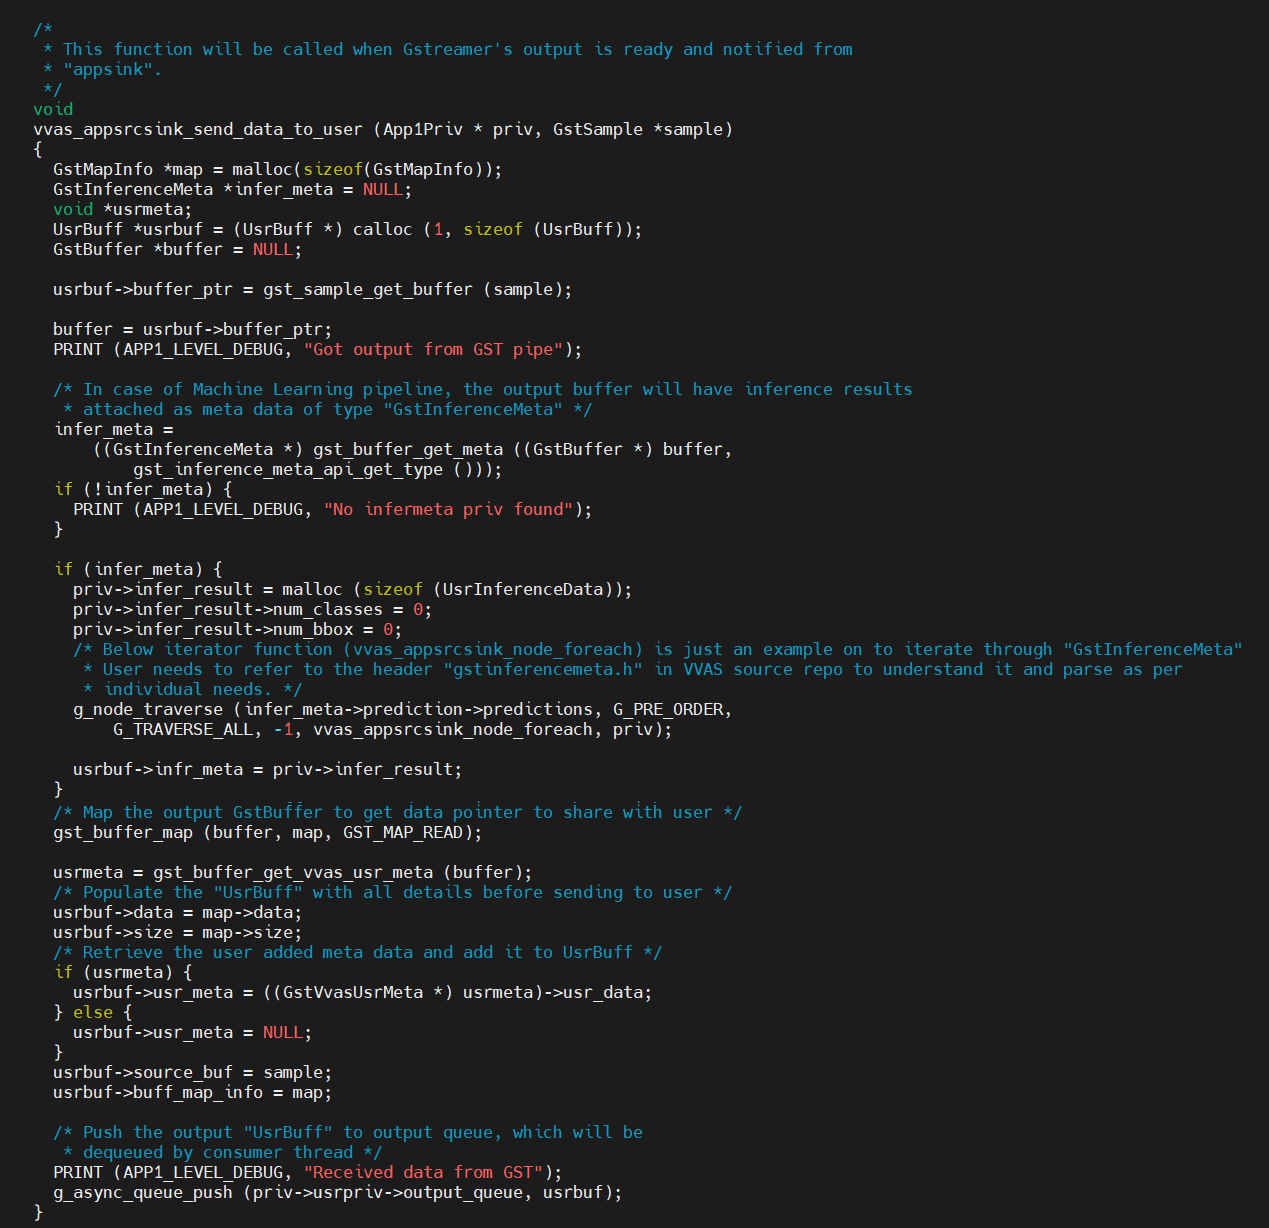 /*
 * This function will be called when Gstreamer's output is ready and notified from
 * "appsink".
 */
void
vvas_appsrcsink_send_data_to_user (App1Priv * priv, GstSample *sample)
{
  GstMapInfo *map = malloc(sizeof(GstMapInfo));
  GstInferenceMeta *infer_meta = NULL;
  void *usrmeta;
  UsrBuff *usrbuf = (UsrBuff *) calloc (1, sizeof (UsrBuff));
  GstBuffer *buffer = NULL;

  usrbuf->buffer_ptr = gst_sample_get_buffer (sample);

  buffer = usrbuf->buffer_ptr;
  PRINT (APP1_LEVEL_DEBUG, "Got output from GST pipe");

  /* In case of Machine Learning pipeline, the output buffer will have inference results
   * attached as meta data of type "GstInferenceMeta" */
  infer_meta =
      ((GstInferenceMeta *) gst_buffer_get_meta ((GstBuffer *) buffer,
          gst_inference_meta_api_get_type ()));
  if (!infer_meta) {
    PRINT (APP1_LEVEL_DEBUG, "No infermeta priv found");
  }

  if (infer_meta) {
    priv->infer_result = malloc (sizeof (UsrInferenceData));
    priv->infer_result->num_classes = 0;
    priv->infer_result->num_bbox = 0;
    /* Below iterator function (vvas_appsrcsink_node_foreach) is just an example on to iterate through "GstInferenceMeta"
     * User needs to refer to the header "gstinferencemeta.h" in VVAS source repo to understand it and parse as per
     * individual needs. */
    g_node_traverse (infer_meta->prediction->predictions, G_PRE_ORDER,
        G_TRAVERSE_ALL, -1, vvas_appsrcsink_node_foreach, priv);

    usrbuf->infr_meta = priv->infer_result;
  }
  /* Map the output GstBuffer to get data pointer to share with user */
  gst_buffer_map (buffer, map, GST_MAP_READ);

  usrmeta = gst_buffer_get_vvas_usr_meta (buffer);
  /* Populate the "UsrBuff" with all details before sending to user */
  usrbuf->data = map->data;
  usrbuf->size = map->size;
  /* Retrieve the user added meta data and add it to UsrBuff */
  if (usrmeta) {
    usrbuf->usr_meta = ((GstVvasUsrMeta *) usrmeta)->usr_data;
  } else {
    usrbuf->usr_meta = NULL;
  }
  usrbuf->source_buf = sample;
  usrbuf->buff_map_info = map;

  /* Push the output "UsrBuff" to output queue, which will be
   * dequeued by consumer thread */
  PRINT (APP1_LEVEL_DEBUG, "Received data from GST");
  g_async_queue_push (priv->usrpriv->output_queue, usrbuf);
}